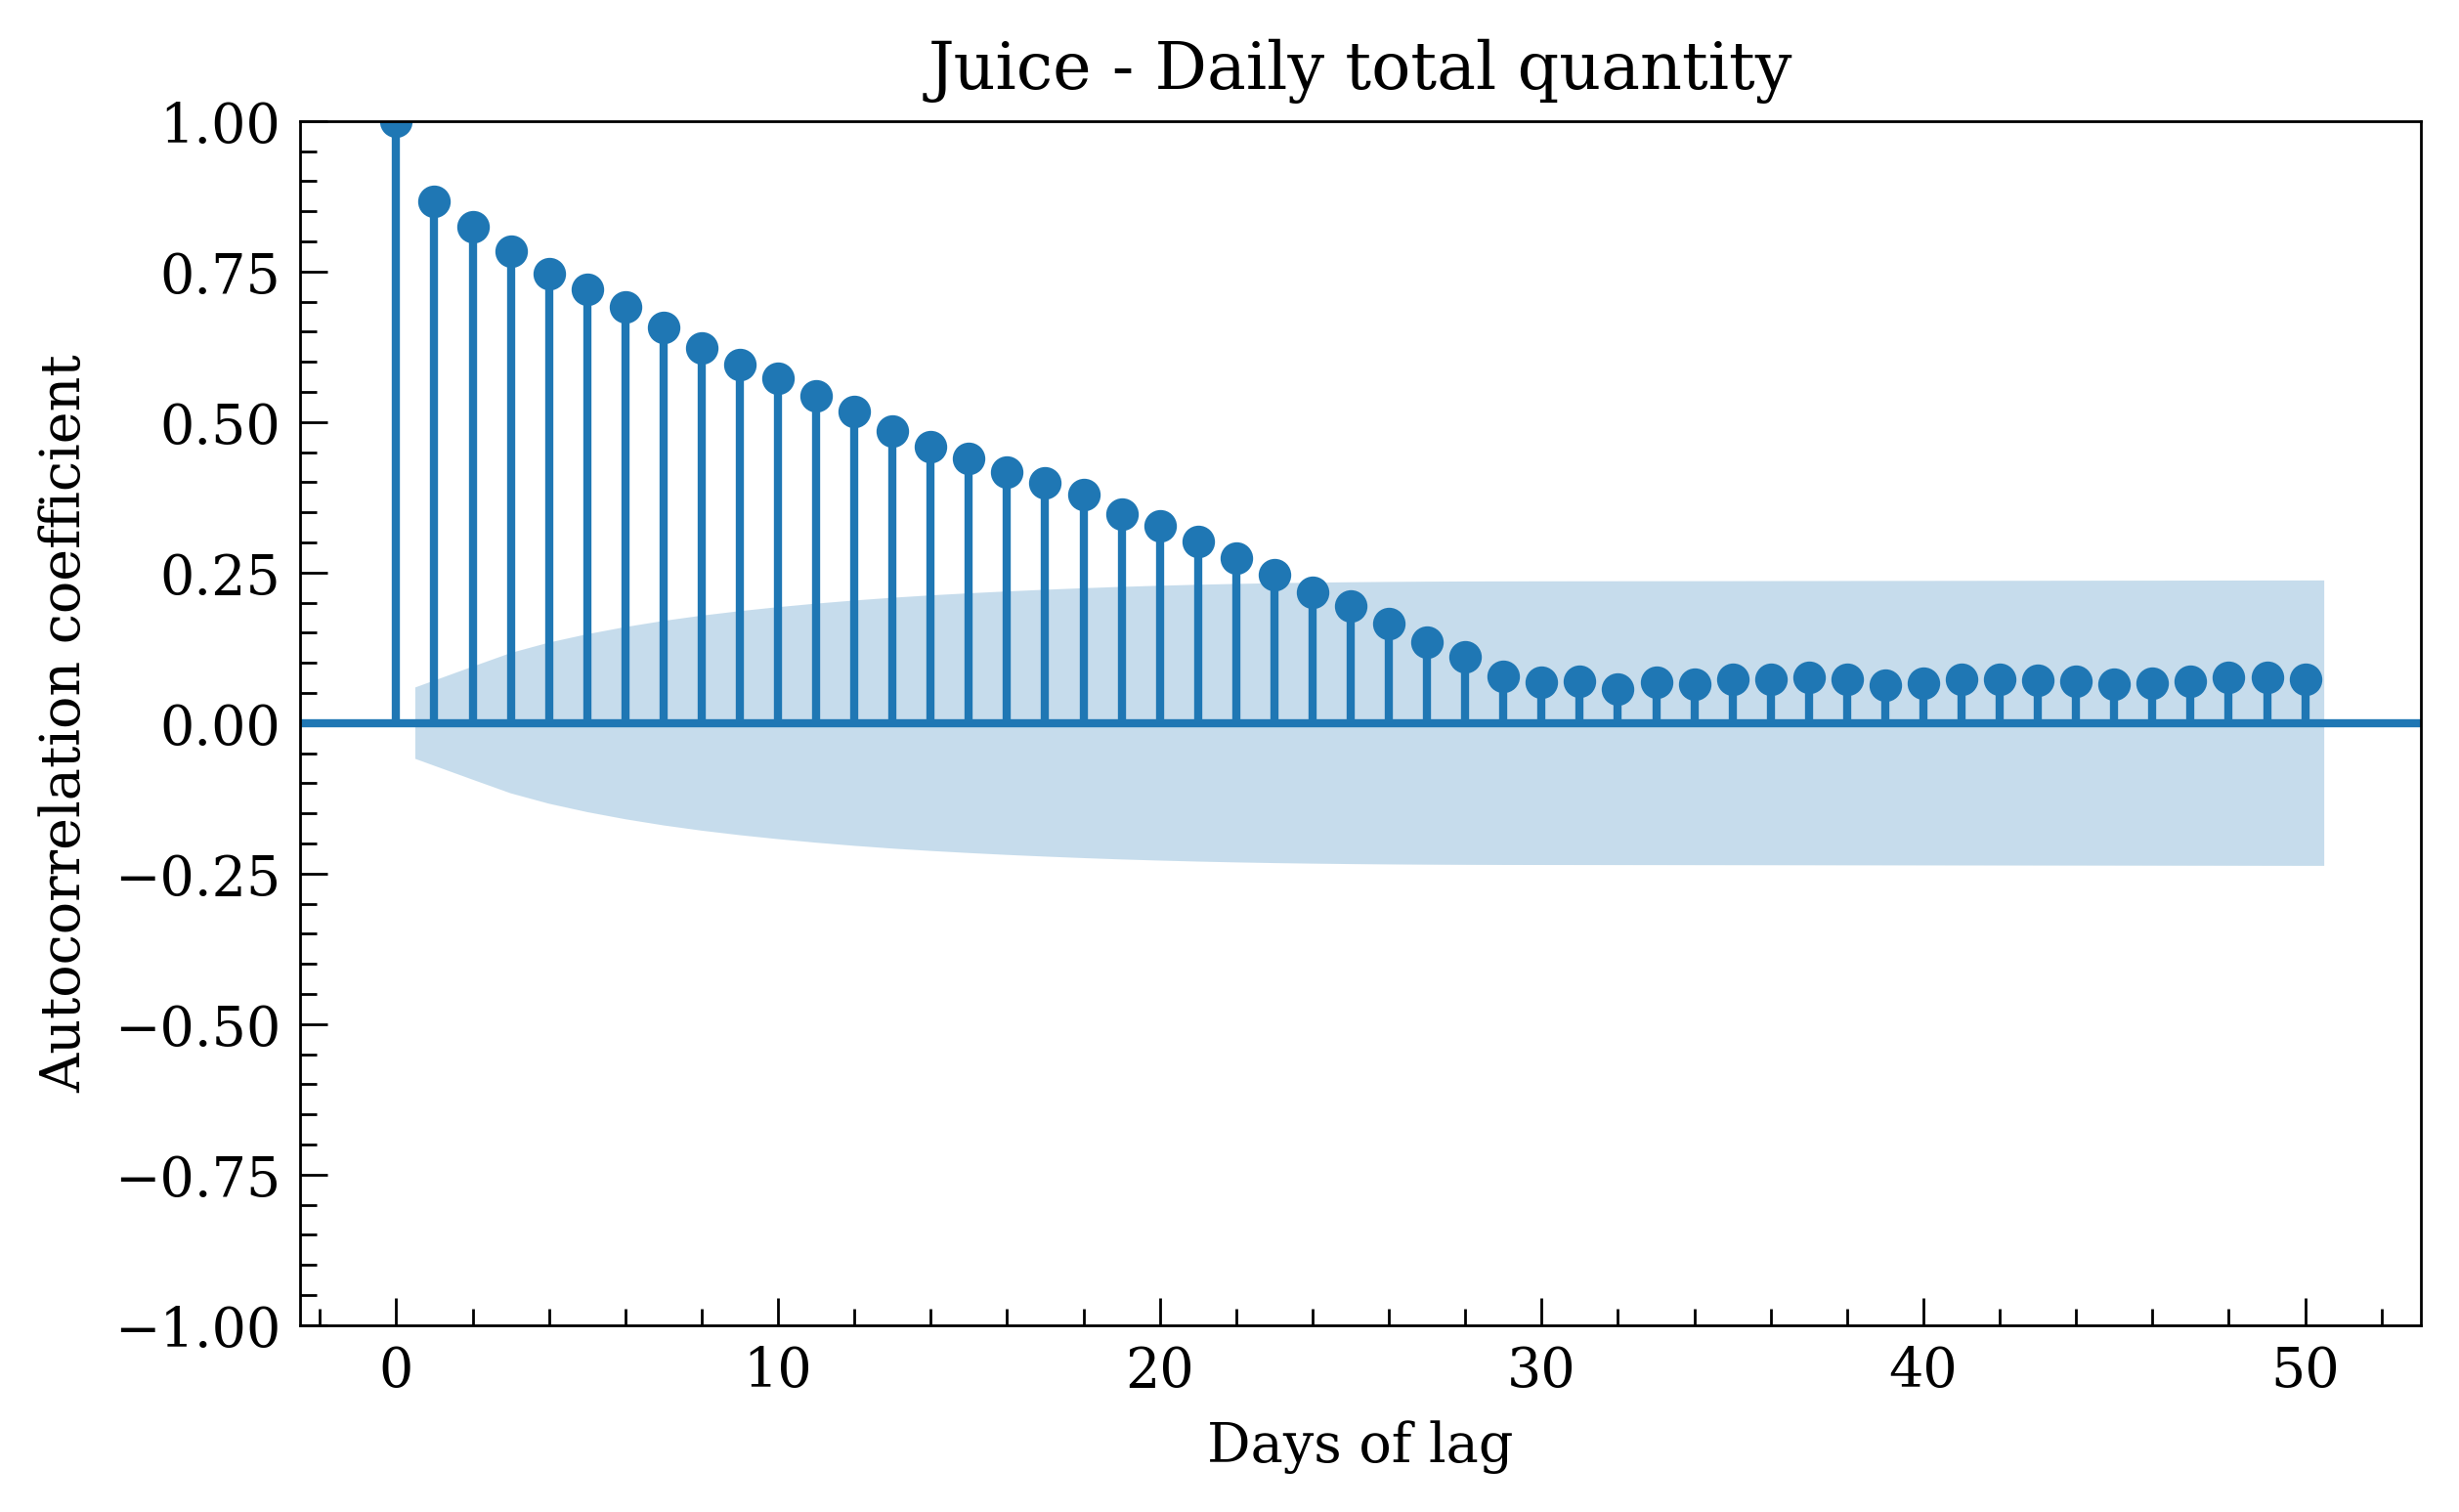 Juice - Daily total quantity
1.00
0.75
0.50
0.25
0.00
−0.25
−0.50
−0.75
−1.00
Autocorrelation coefficient
0 10 20 30 40 50
Days of lag